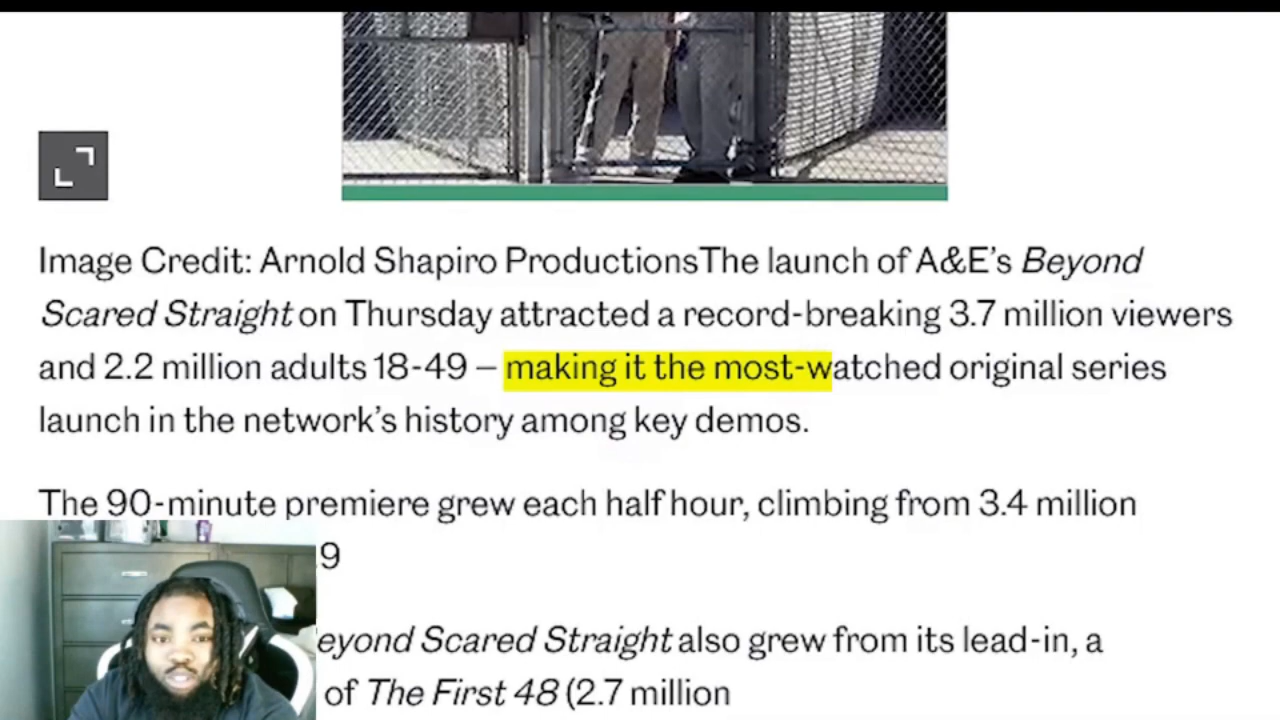 Image Credit: Arnold Shapiro ProductionsThe launch of A&E’s Beyond
Scared Straight on Thursday attracted a record-breaking 3.7 million viewers
and 2.2 million adults 18-49 – making it the most-watched original series
launch in the network’s history among key demos.
The 90-minute premiere grew each half hour, climbing from 3.4 million
9
eyond Scared Straight also grew from its lead-in, a
of The First 48 (2.7 million